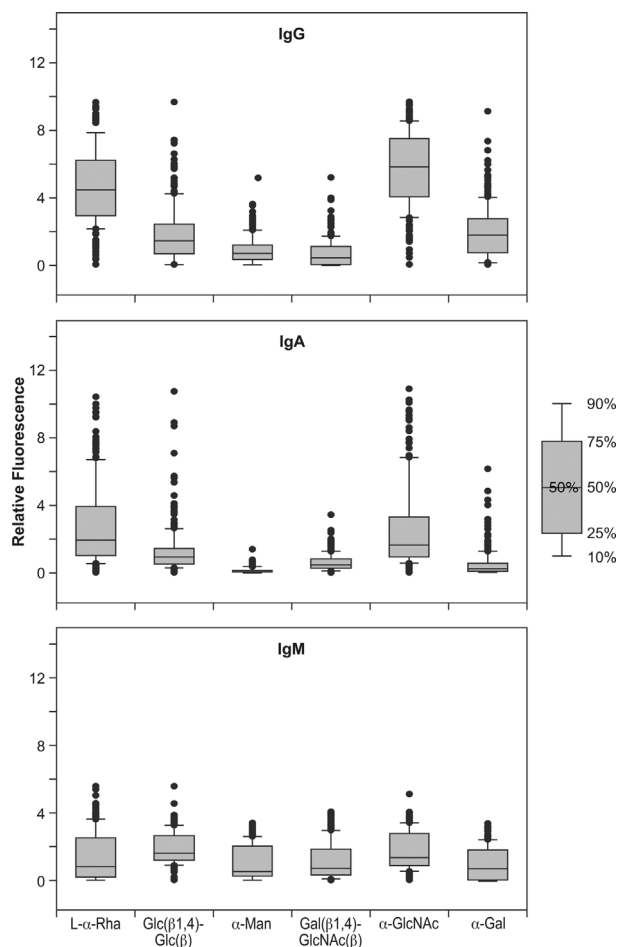 IgG
12
8
4
0
IgA
12
8
4
0
Relative Fluorescence
90%
75%
50% 50%
25%
10%
IgM
12
8
4
0
L-α-Rha Glc(β1,4)- α-Man Gal(β1,4)- α-GlcNAc α-Gal
Glc(β) GlcNAc(β)